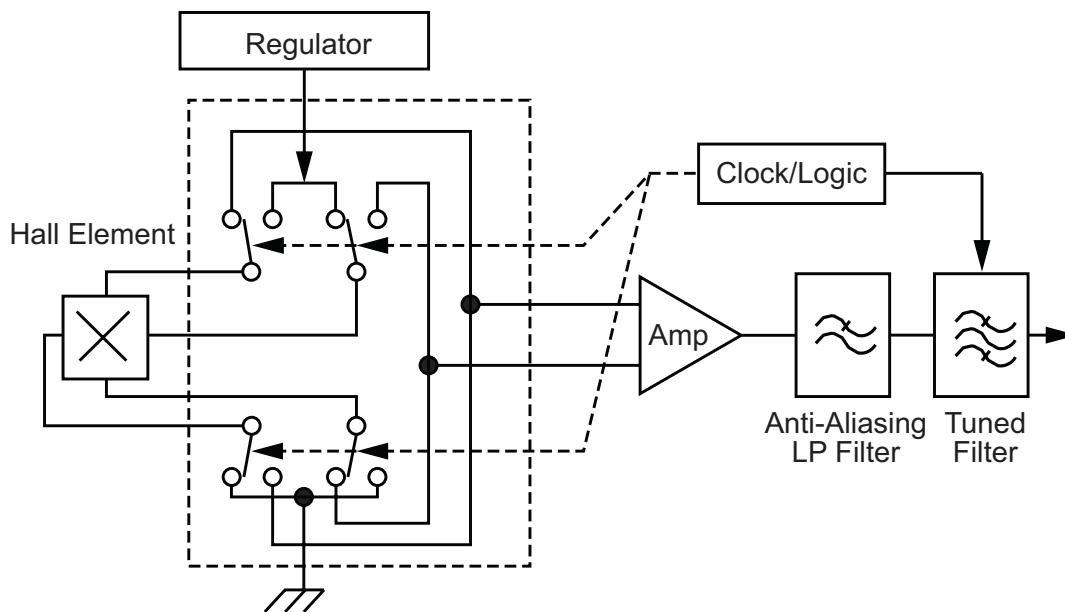 Regulator
Clock/Logic
Hall Element
Amp
Anti-Aliasing
LP Filter
Tuned
Filter